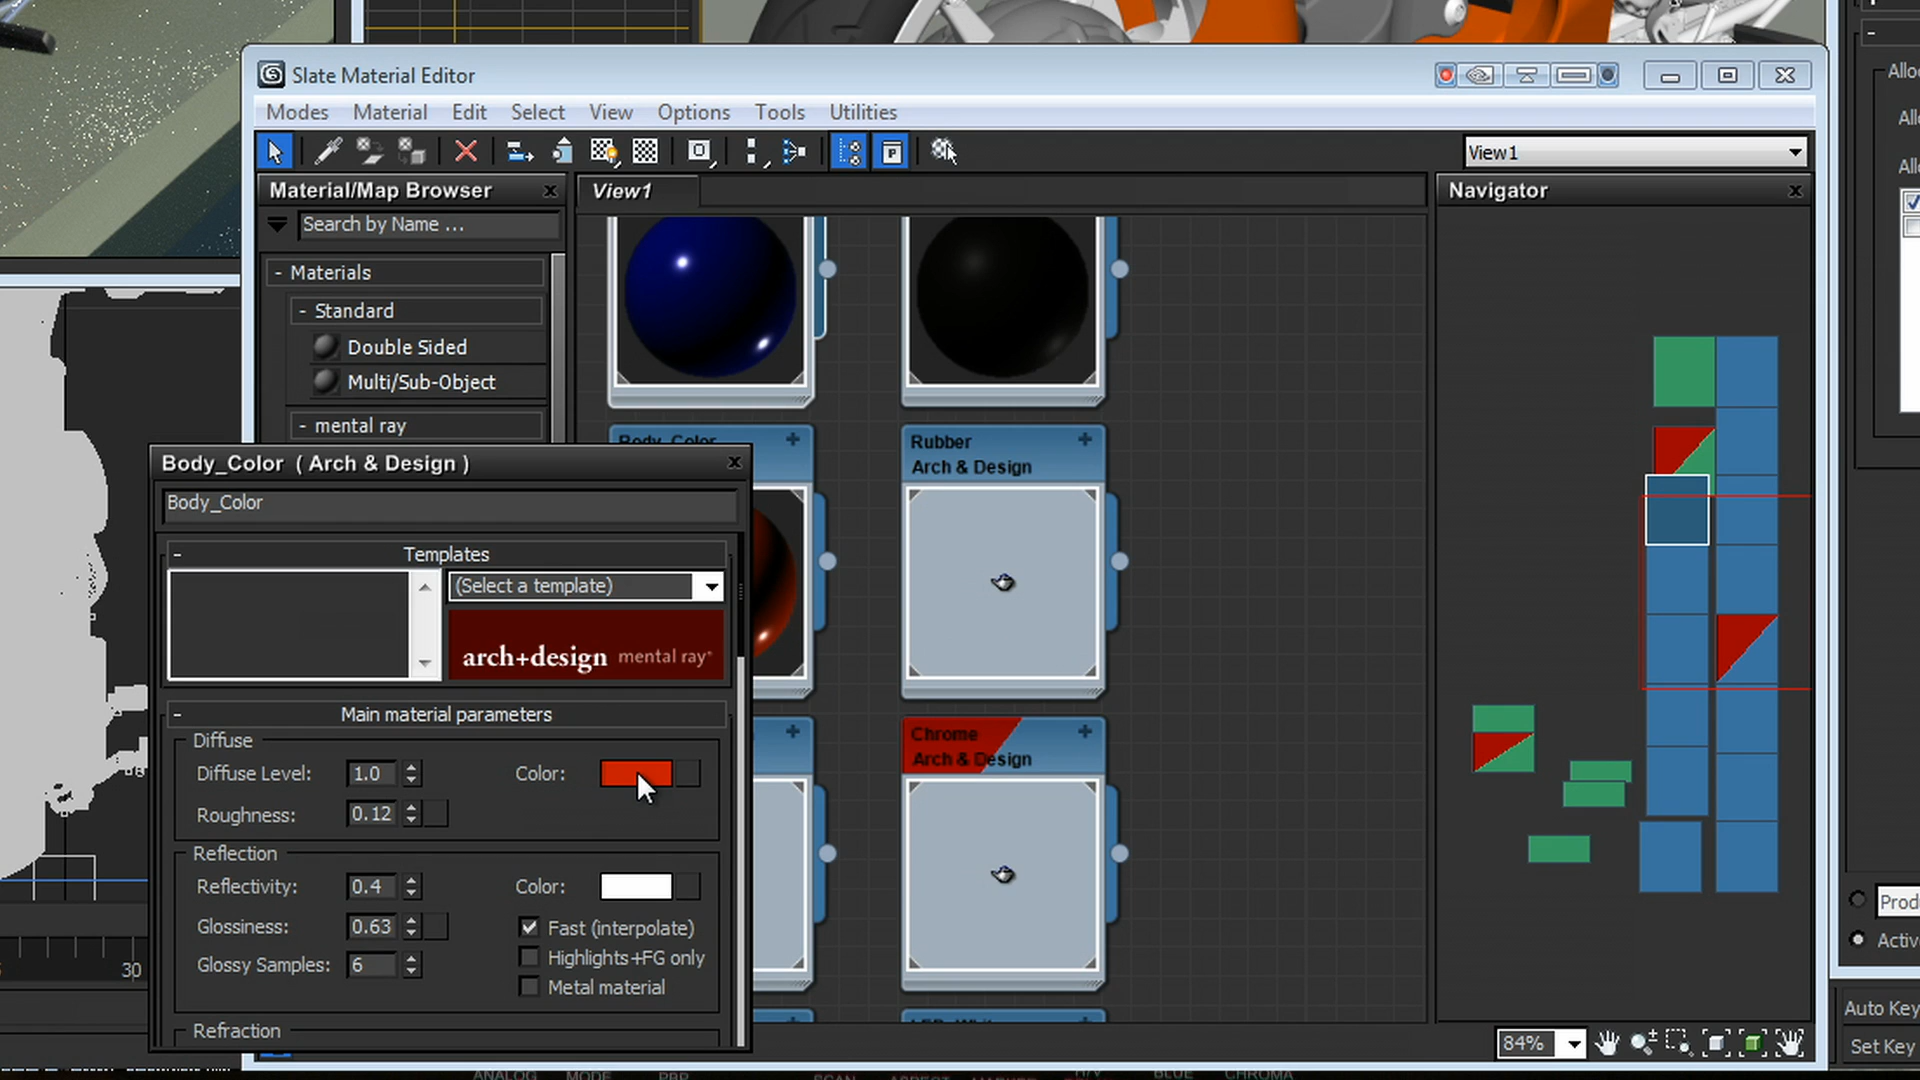 Slate Material Editor
Modes Material Edit Select View Options Tools Utilities
View1
Material/Map Browser
View1
Navigator
Search by Name ...
- Materials
- Standard
Double Sided
Multi/Sub-Object
- mental ray
Body_Color
Rubber
Arch & Design
Chrome
Arch & Design
Body_Color ( Arch & Design )
Body_Color
- Templates
(Select a template)
arch+design mental ray
- Main material parameters
Diffuse
Diffuse Level: 1.0 Color:
Roughness: 0.12
Reflection
Reflectivity: 0.4 Color:
Glossiness: 0.63 Fast (interpolate)
Glossy Samples: 6 Highlights+FG only
Metal material
Refraction
30
84%
Prod
Activ
Auto Key
Set Key
P